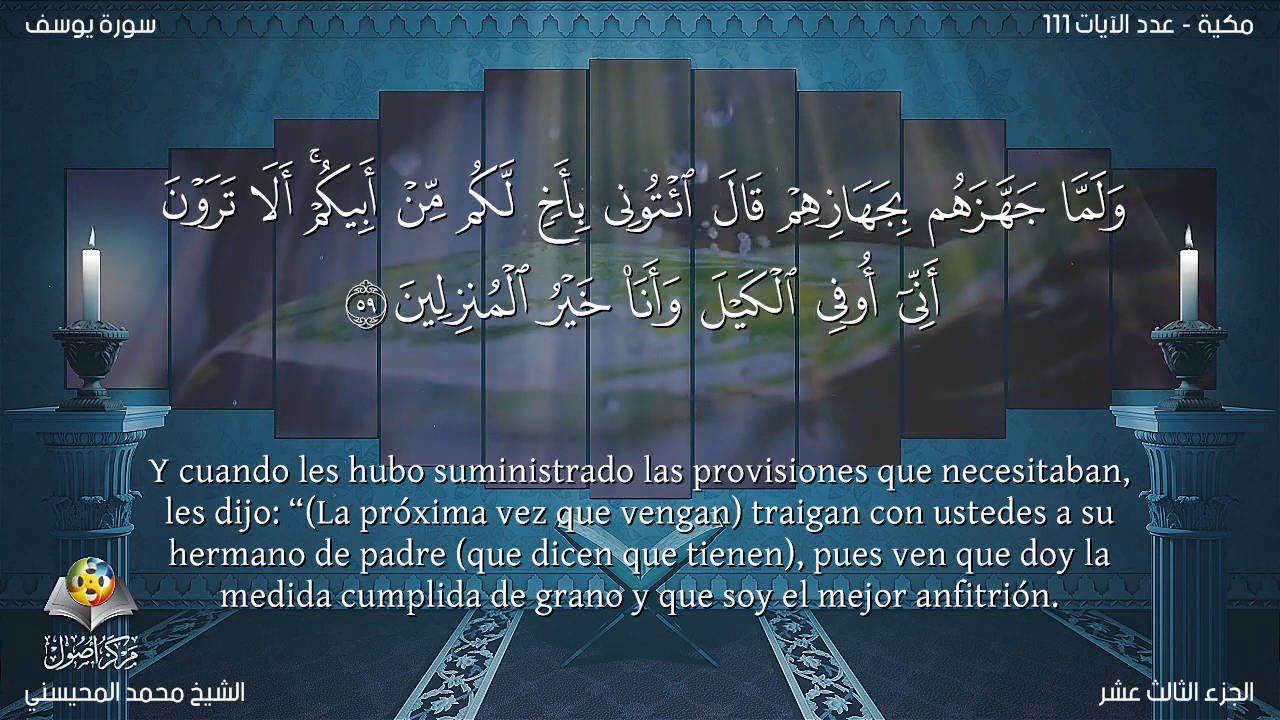 سورة يوسف
مكية - عدد الآيات 111
وَلَمَّا جَهَّزَهُم بِجَهَازِهِمْ قَالَ ٱئْتُونِى بِأَخٍ لَّكُم مِّنْ أَبِيكُمْ ۚ أَلَا تَرَوْنَ
أَنِّىٓ أُوفِى ٱلْكَيْلَ وَأَنَا۠ خَيْرُ ٱلْمُنزِلِينَ ٥٩
Y cuando les hubo suministrado las provisiones que necesitaban,
les dijo: “(La próxima vez que vengan) traigan con ustedes a su
hermano de padre (que dicen que tienen), pues ven que doy la
medida cumplida de grano y que soy el mejor anfitrión.
مركز أصول
الشيخ محمد المحيسني
الجزء الثالث عشر